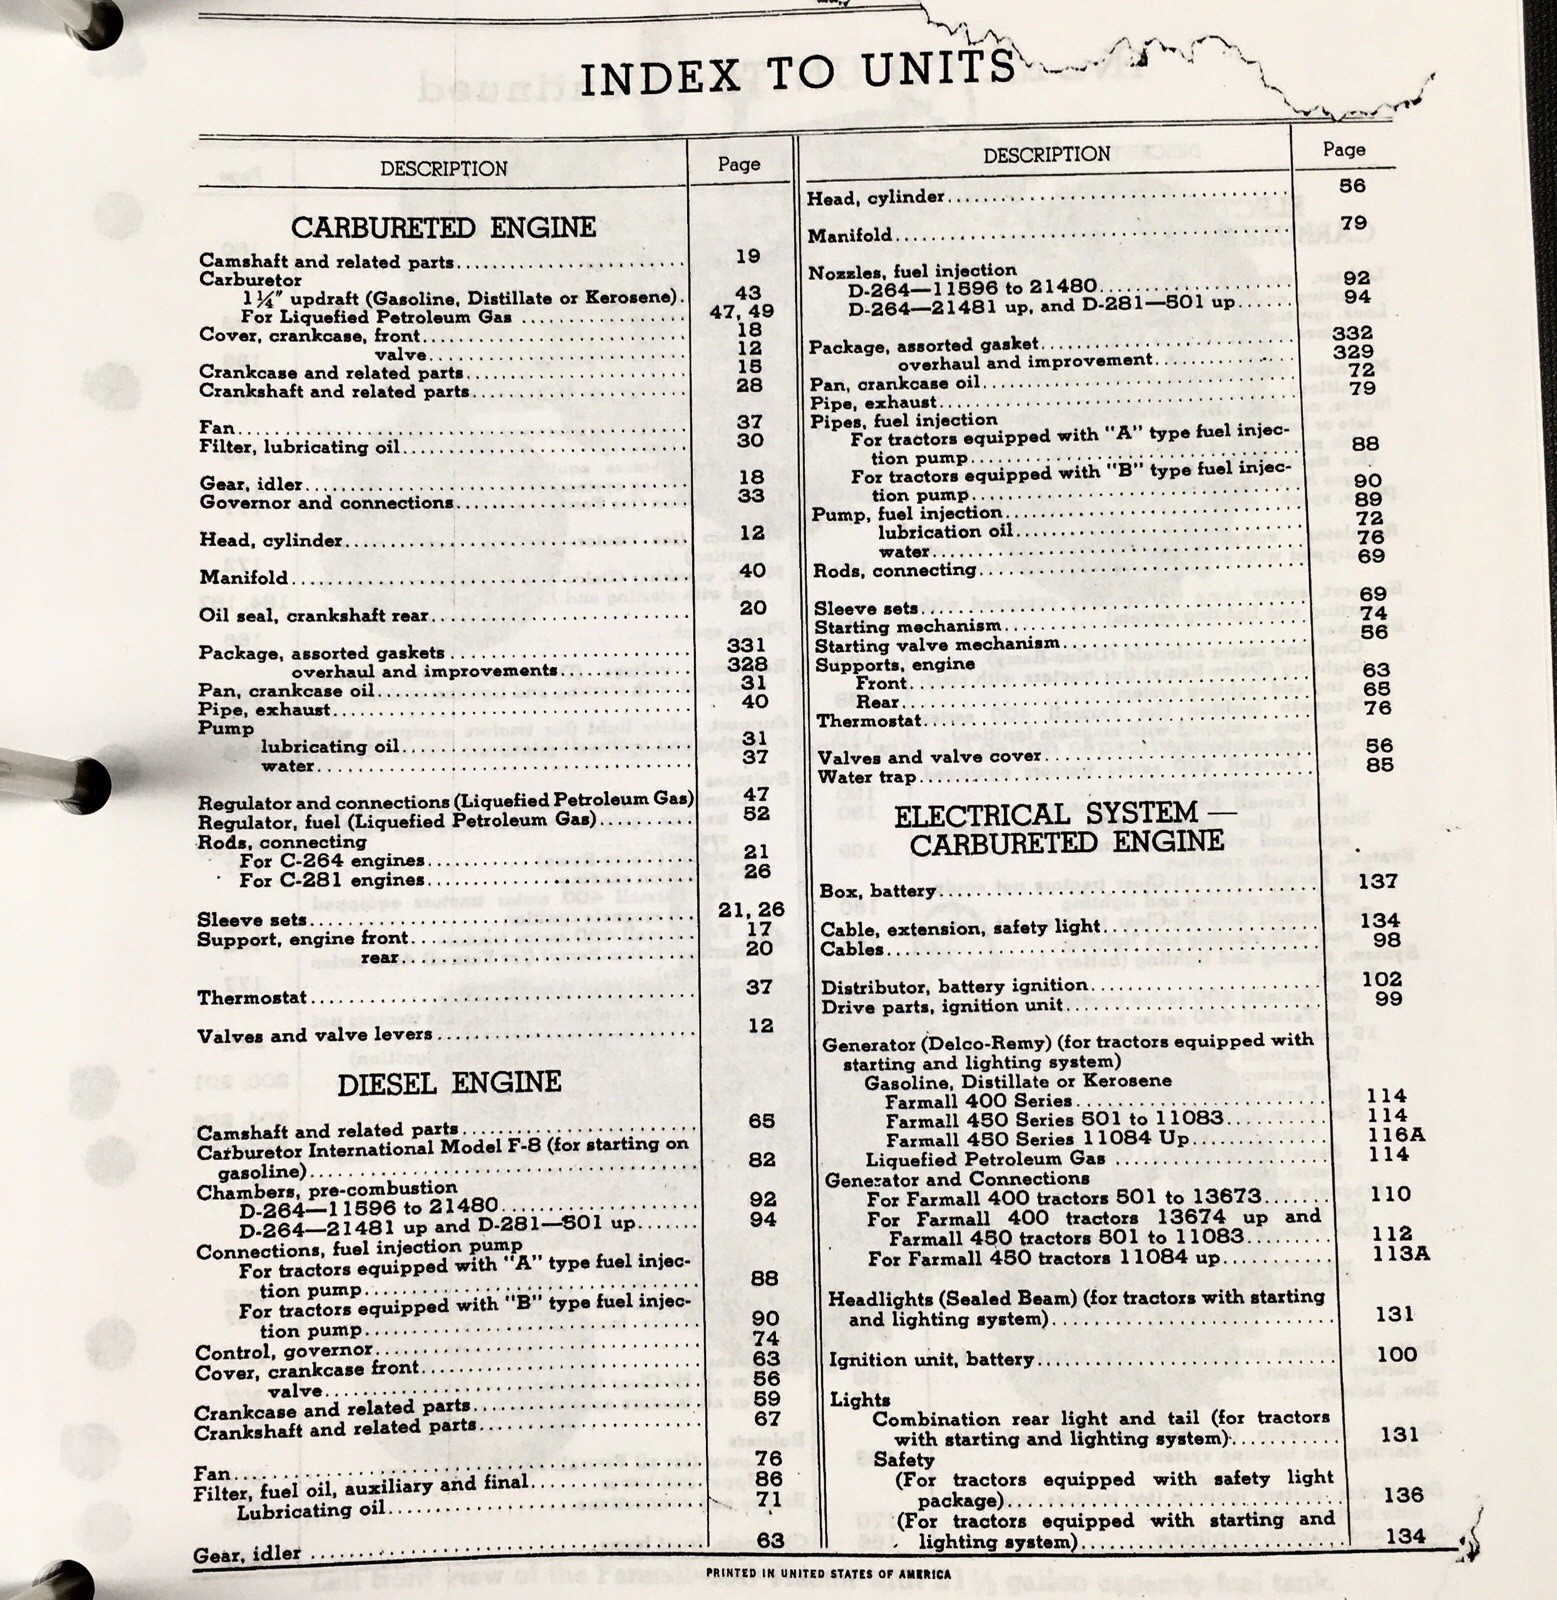 INDEX TO UNITS
DESCRIPTION Page
CARBURETED ENGINE
Camshaft and related parts 19
Carburetor
1¼" updraft (Gasoline, Distillate or Kerosene). 43
For Liquefied Petroleum Gas 47, 49
Cover, crankcase, front 18
valve 12
Crankcase and related parts 15
Crankshaft and related parts 28
Fan 37
Filter, lubricating oil 30
Gear, idler 18
Governor and connections 33
Head, cylinder 12
Manifold 40
Oil seal, crankshaft rear 20
Package, assorted gaskets 331
overhaul and improvements 328
Pan, crankcase oil 31
Pipe, exhaust 40
Pump
lubricating oil 31
water 37
Regulator and connections (Liquefied Petroleum Gas) 47
Regulator, fuel (Liquefied Petroleum Gas) 52
Rods, connecting
For C-264 engines 21
For C-281 engines 26
Sleeve sets 21, 26
Support, engine front 17
rear 20
Thermostat 37
Valves and valve levers 12
DIESEL ENGINE
Camshaft and related parts 65
Carburetor International Model F-8 (for starting on
gasoline) 82
Chambers, pre-combustion
D-264—11596 to 21480 92
D-264—21481 up and D-281—501 up 94
Connections, fuel injection pump
For tractors equipped with "A" type fuel injec-
tion pump 88
For tractors equipped with "B" type fuel injec-
tion pump 90
Control, governor 74
Cover, crankcase front 63
valve 56
Crankcase and related parts 59
Crankshaft and related parts 67
Fan 76
Filter, fuel oil, auxiliary and final 86
Lubricating oil 71
Gear, idler 63
DESCRIPTION Page
Head, cylinder 56
Manifold 79
Nozzles, fuel injection
D-264—11596 to 21480 92
D-264—21481 up, and D-281—501 up 94
Package, assorted gasket 332
overhaul and improvement 329
Pan, crankcase oil 72
Pipe, exhaust 79
Pipes, fuel injection
For tractors equipped with "A" type fuel injec-
tion pump 88
For tractors equipped with "B" type fuel injec-
tion pump 90
Pump, fuel injection 89
lubrication oil 72
water 76
Rods, connecting 69
Sleeve sets 69
Starting mechanism 74
Starting valve mechanism 56
Supports, engine
Front 63
Rear 65
Thermostat 76
Valves and valve cover 56
Water trap 85
ELECTRICAL SYSTEM —
CARBURETED ENGINE
Box, battery 137
Cable, extension, safety light 134
Cables 98
Distributor, battery ignition 102
Drive parts, ignition unit 99
Generator (Delco-Remy) (for tractors equipped with
starting and lighting system)
Gasoline, Distillate or Kerosene
Farmall 400 Series 114
Farmall 450 Series 501 to 11083 114
Farmall 450 Series 11084 Up 116A
Liquefied Petroleum Gas 114
Generator and Connections
For Farmall 400 tractors 501 to 13673 110
For Farmall 400 tractors 13674 up and
Farmall 450 tractors 501 to 11083 112
For Farmall 450 tractors 11084 up 113A
Headlights (Sealed Beam) (for tractors with starting
and lighting system) 131
Ignition unit, battery 100
Lights
Combination rear light and tail (for tractors
with starting and lighting system) 131
Safety
(For tractors equipped with safety light
package) 136
(For tractors equipped with starting and
lighting system) 134
PRINTED IN UNITED STATES OF AMERICA